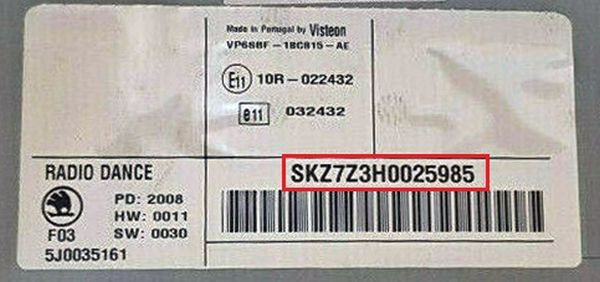 Made in Portugal by Visteon
VP6SBF-18C815-AE
E11 10R-022432
e11 032432
RADIO DANCE
SKZ7Z3H0025985
PD: 2008
HW: 0011
F03 SW: 0030
5J0035161